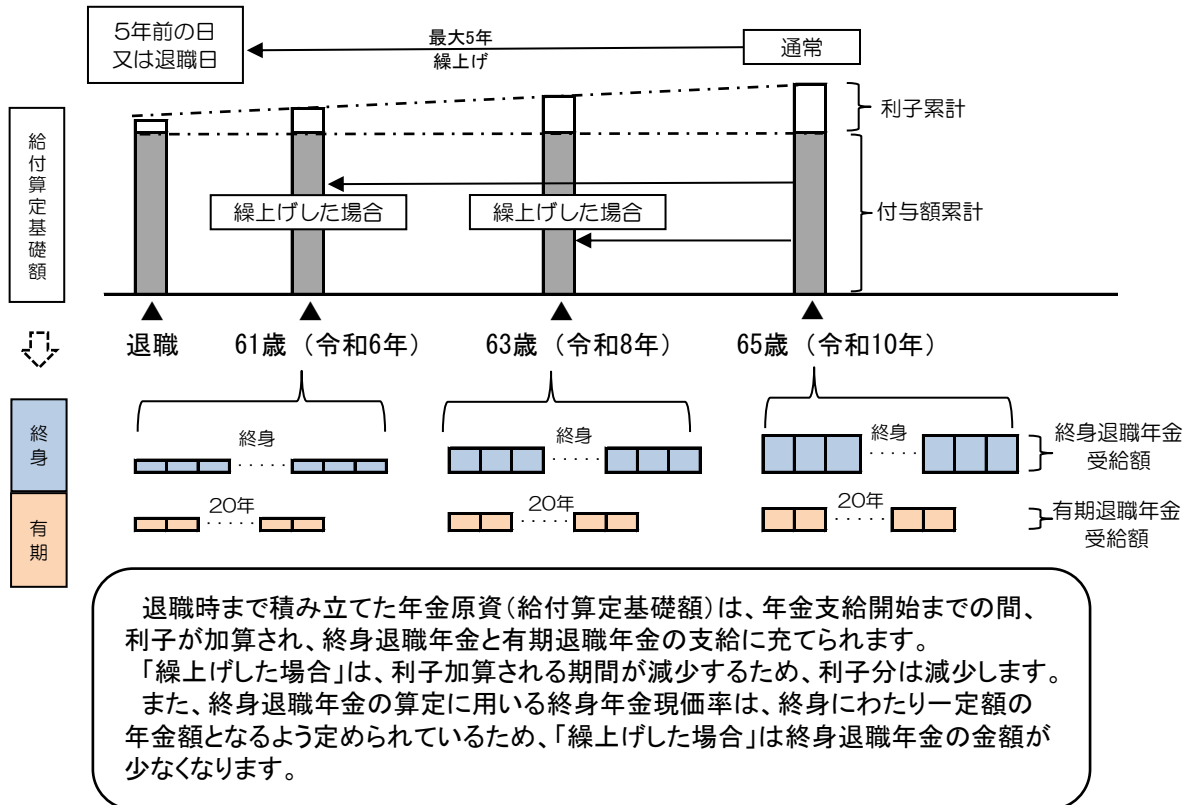 5年前の日
又は退職日
最大5年
繰上げ
通常
利子累計
給付算定基礎額
繰上げした場合
繰上げした場合
付与額累計
退職
61歳（令和6年）
63歳（令和8年）
65歳（令和10年）
終身
終身
終身
終身
終身退職年金
受給額
有期
20年
20年
20年
有期退職年金
受給額
退職時まで積み立てた年金原資（給付算定基礎額）は、年金支給開始までの間、
利子が加算され、終身退職年金と有期退職年金の支給に充てられます。
「繰上げした場合」は、利子加算される期間が減少するため、利子分は減少します。
また、終身退職年金の算定に用いる終身年金現価率は、終身にわたり一定額の
年金額となるよう定められているため、「繰上げした場合」は終身退職年金の金額が
少なくなります。